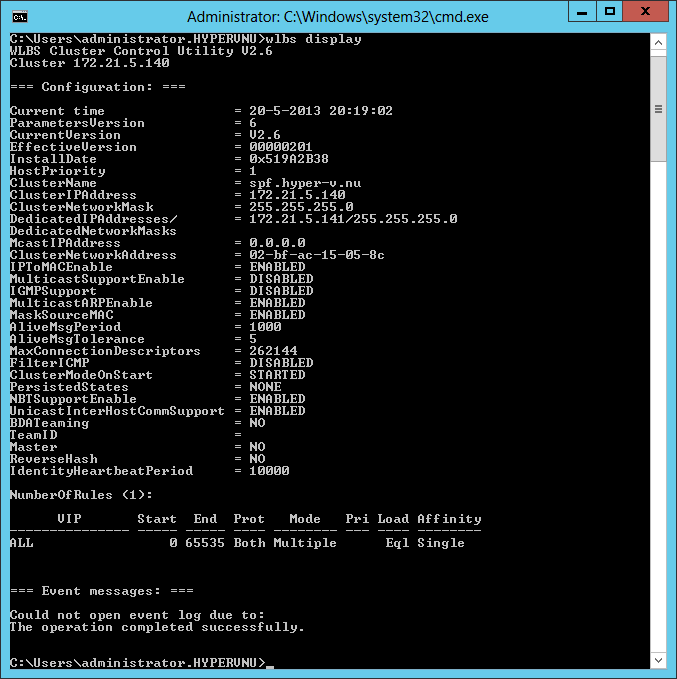 Administrator: C:\Windows\system32\cmd.exe
C:\Users\administrator.HYPERVNU>wlbs display
WLBS Cluster Control Utility V2.6
Cluster 172.21.5.140
=== Configuration: ===
Current time = 20-5-2013 20:19:02
ParametersVersion = 6
CurrentVersion = V2.6
EffectiveVersion = 00000201
InstallDate = 0x519A2B38
HostPriority = 1
ClusterName = spf.hyper-v.nu
ClusterIPAddress = 172.21.5.140
ClusterNetworkMask = 255.255.255.0
DedicatedIPAddresses/ = 172.21.5.141/255.255.255.0
DedicatedNetworkMasks
McastIPAddress = 0.0.0.0
ClusterNetworkAddress = 02-bf-ac-15-05-8c
IPToMACEnable = ENABLED
MulticastSupportEnable = DISABLED
IGMPSupport = DISABLED
MulticastARPEnable = ENABLED
MaskSourceMAC = ENABLED
AliveMsgPeriod = 1000
AliveMsgTolerance = 5
MaxConnectionDescriptors = 262144
FilterICMP = DISABLED
ClusterModeOnStart = STARTED
PersistedStates = NONE
NBTSupportEnable = ENABLED
UnicastInterHostCommSupport = ENABLED
BDATeaming = NO
TeamID =
Master = NO
ReverseHash = NO
IdentityHeartbeatPeriod = 10000
NumberOfRules (1):
VIP Start End Prot Mode Pri Load Affinity
--------------- ----- ----- ---- -------- --- ---- --------
ALL 0 65535 Both Multiple Eql Single
=== Event messages: ===
Could not open event log due to:
The operation completed successfully.
C:\Users\administrator.HYPERVNU>_